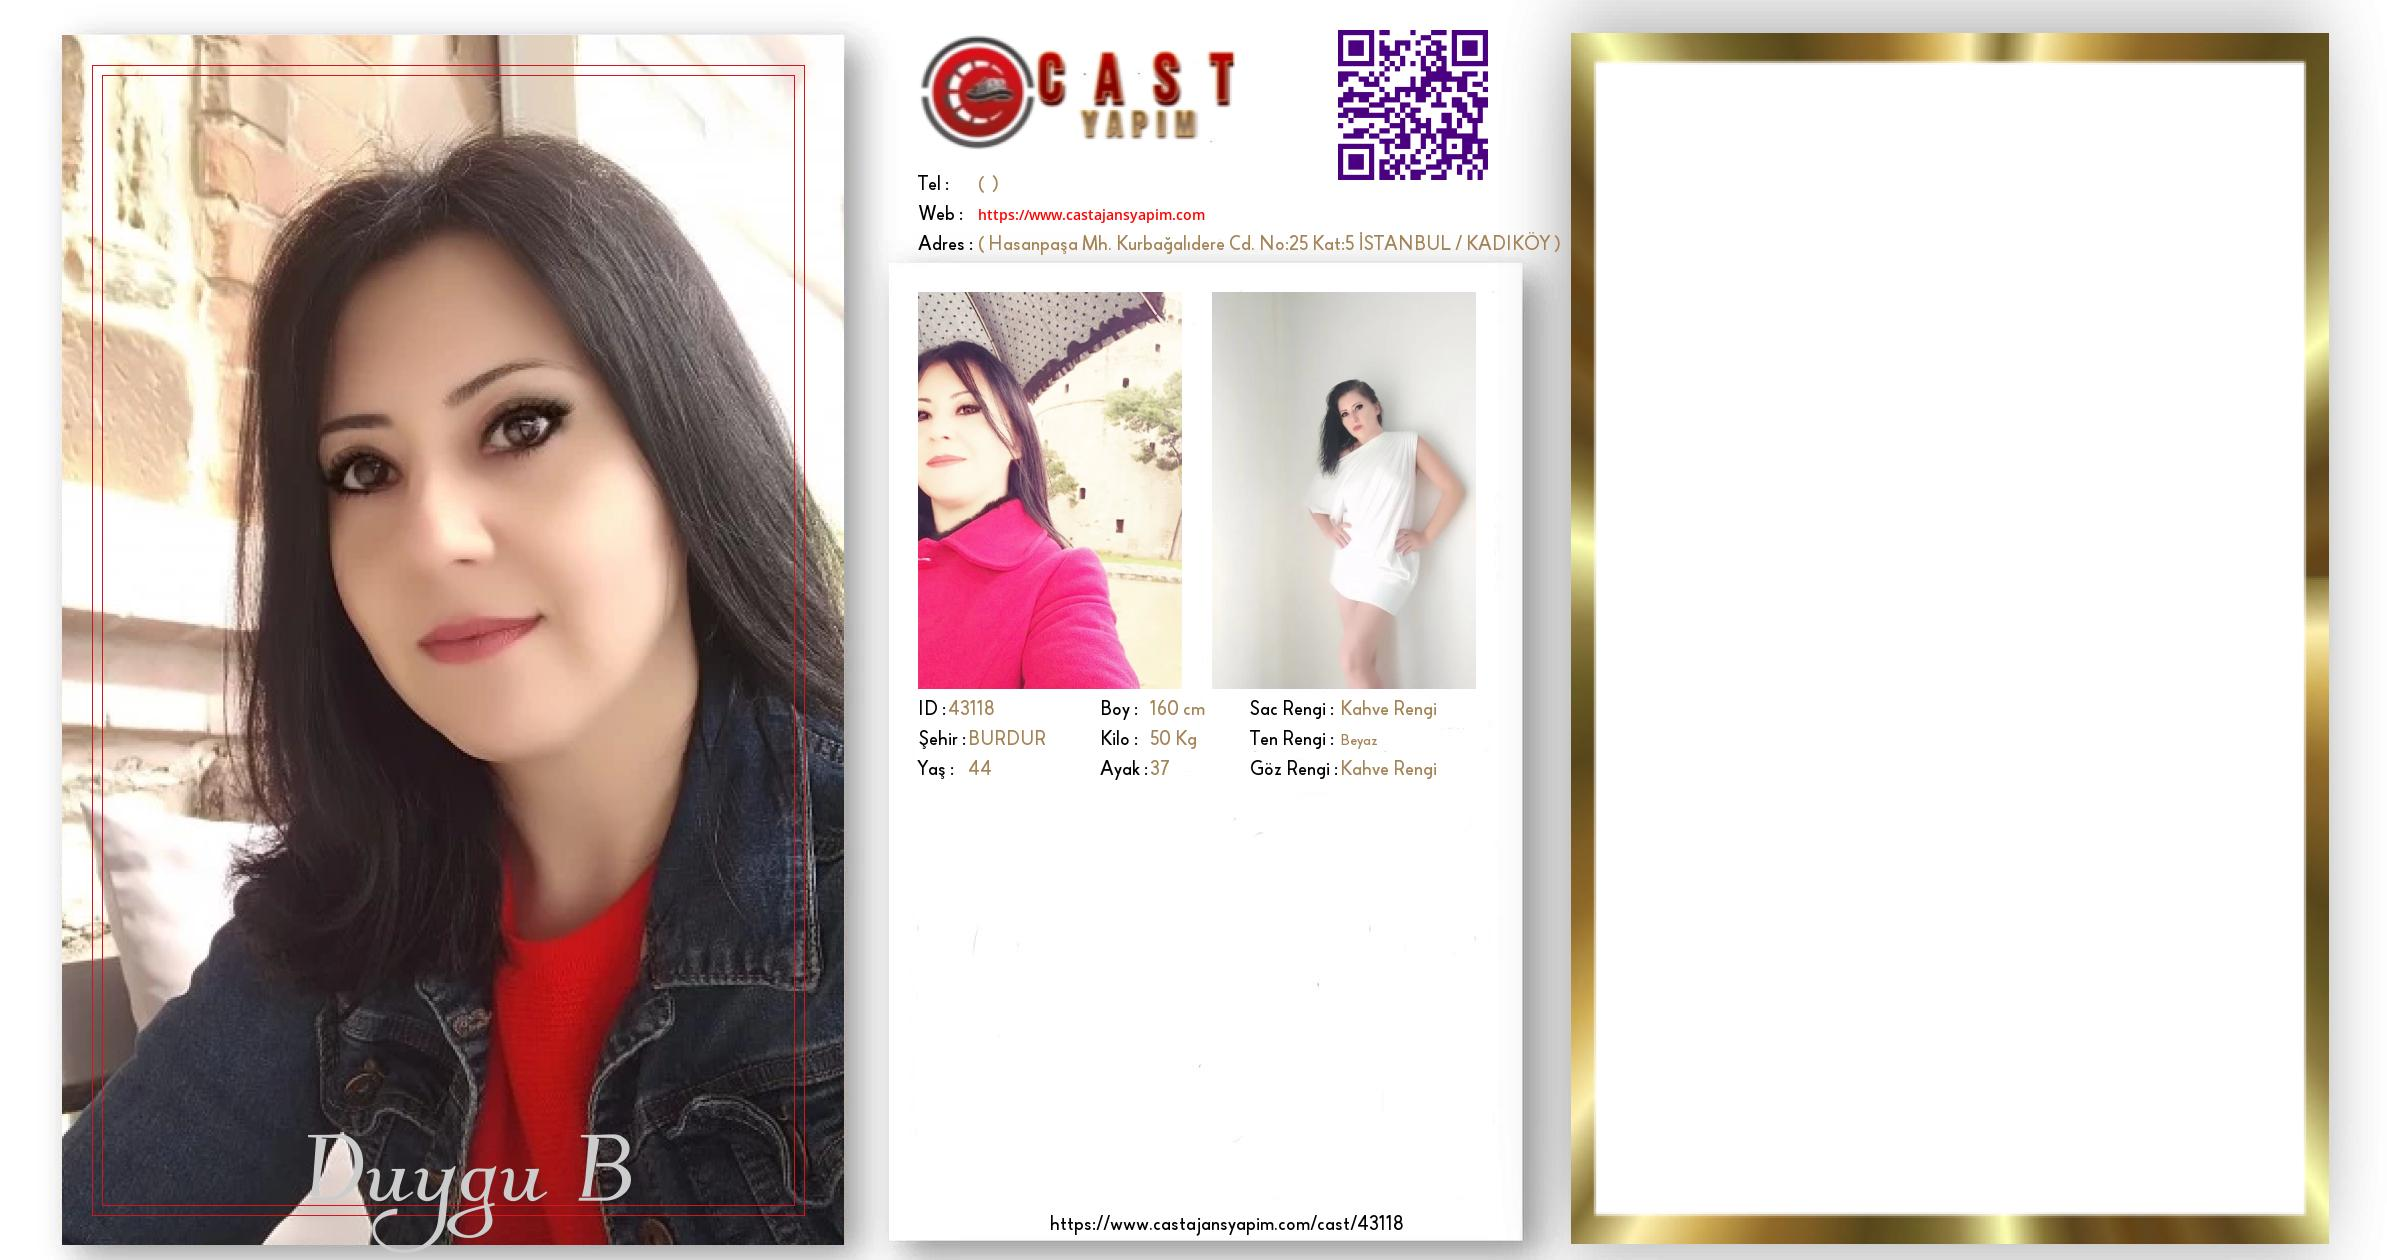 Duygu B
CAST
YAPIM
Tel : ( )
Web : https://www.castajansyapim.com
Adres : ( Hasanpaşa Mh. Kurbağalıdere Cd. No:25 Kat:5 İSTANBUL / KADIKÖY )
ID : 43118 Boy : 160 cm Sac Rengi : Kahve Rengi
Şehir : BURDUR Kilo : 50 Kg Ten Rengi : Beyaz
Yaş : 44 Ayak : 37 Göz Rengi : Kahve Rengi
https://www.castajansyapim.com/cast/43118